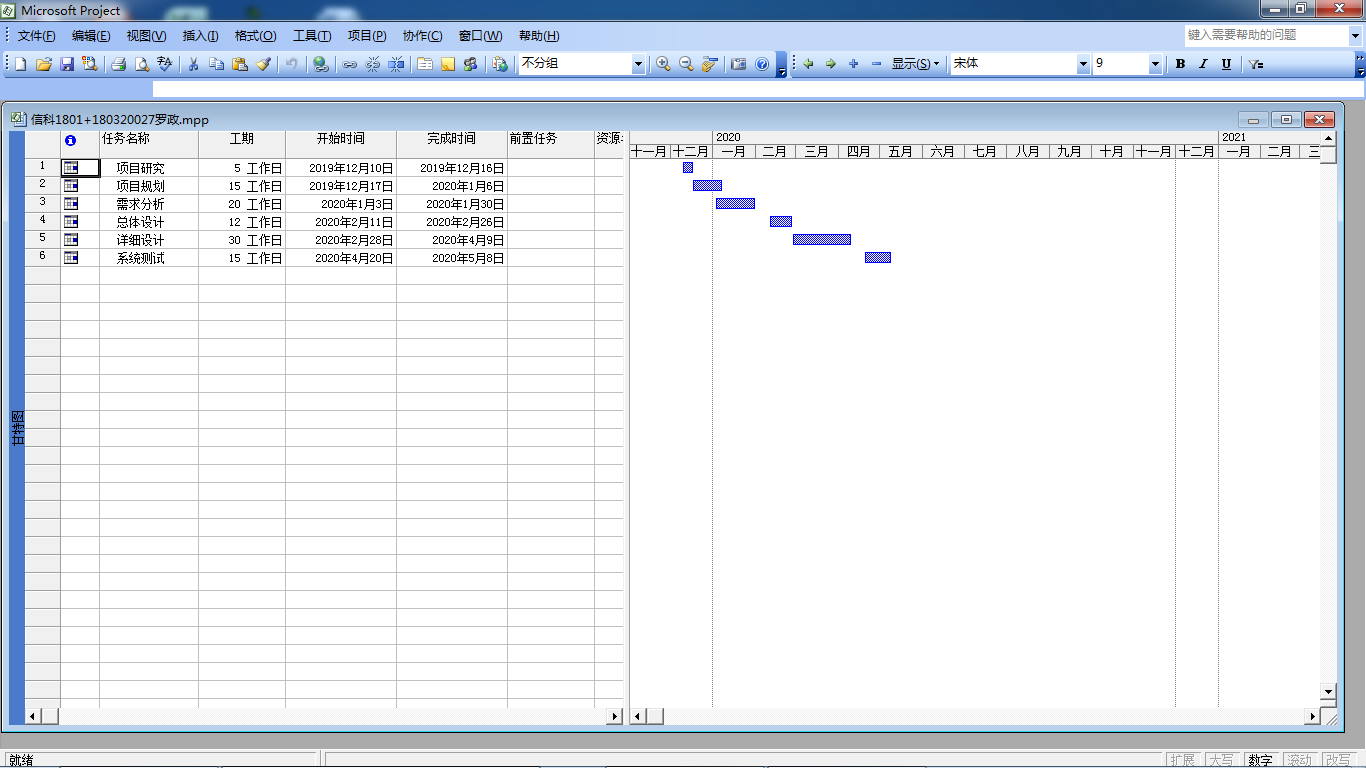 Microsoft Project
文件(F) 编辑(E) 视图(V) 插入(I) 格式(O) 工具(T) 项目(P) 协作(C) 窗口(W) 帮助(H) 键入需要帮助的问题
不分组 显示(S) 宋体 9 B I U
信科1801+180320027罗政.mpp
任务名称 工期 开始时间 完成时间 前置任务 资源 2020 2021
十一月 十二月 一月 二月 三月 四月 五月 六月 七月 八月 九月 十月 十一月 十二月 一月 二月 三
1 项目研究 5 工作日 2019年12月10日 2019年12月16日
2 项目规划 15 工作日 2019年12月17日 2020年1月6日
3 需求分析 20 工作日 2020年1月3日 2020年1月30日
4 总体设计 12 工作日 2020年2月11日 2020年2月26日
5 详细设计 30 工作日 2020年2月28日 2020年4月9日
6 系统测试 15 工作日 2020年4月20日 2020年5月8日
甘特图
就绪 扩展 大写 数字 滚动 改写